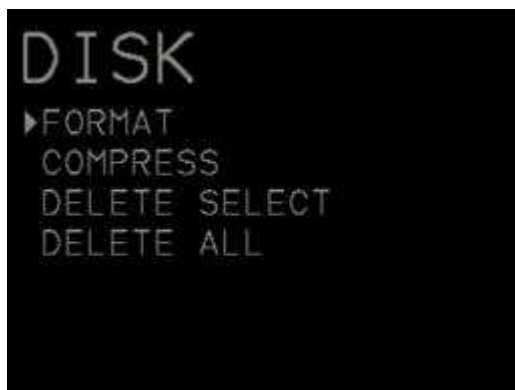 DISK
▶FORMAT
COMPRESS
DELETE SELECT
DELETE ALL